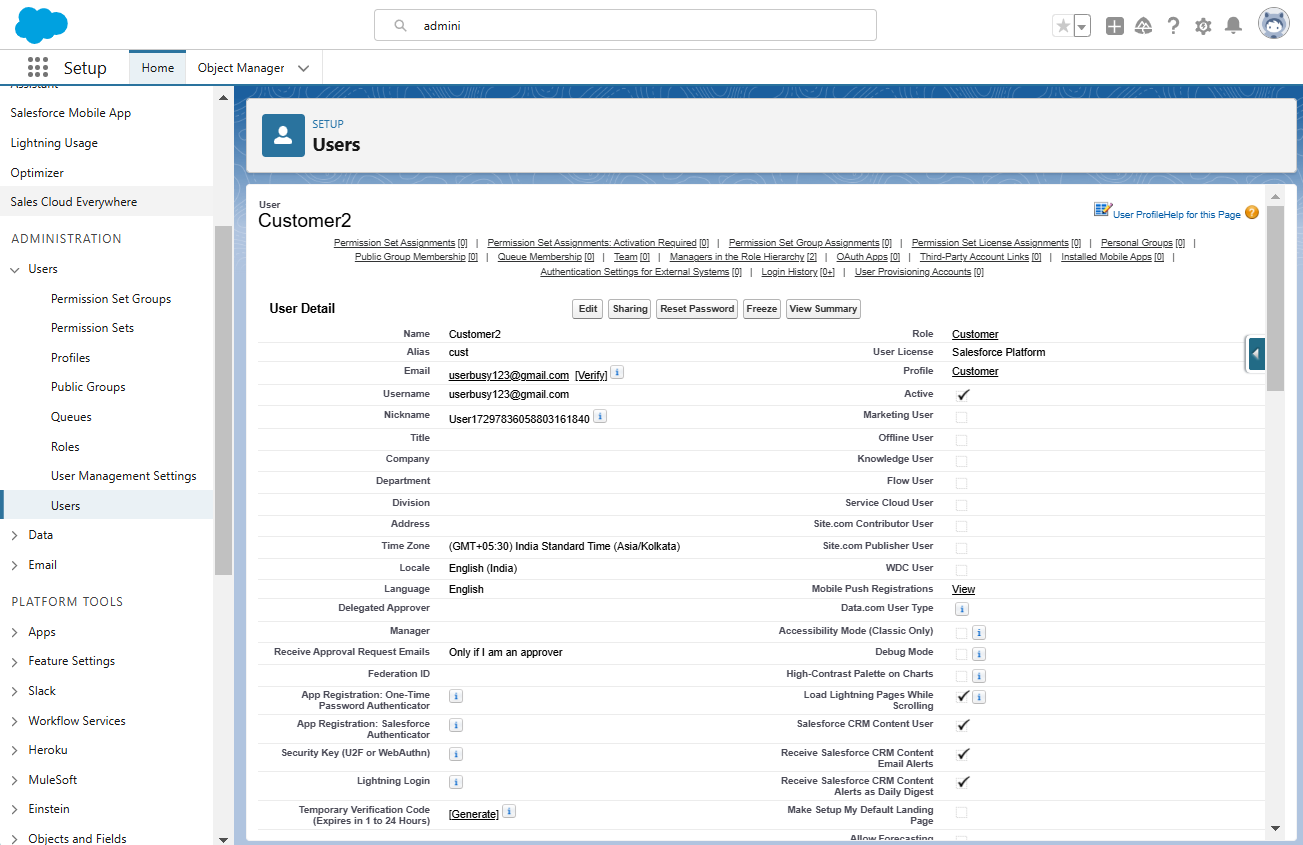 admini
Setup
Home
Object Manager
Assistant
Salesforce Mobile App
Lightning Usage
Optimizer
Sales Cloud Everywhere
ADMINISTRATION
Users
Permission Set Groups
Permission Sets
Profiles
Public Groups
Queues
Roles
User Management Settings
Users
Data
Email
PLATFORM TOOLS
Apps
Feature Settings
Slack
Workflow Services
Heroku
MuleSoft
Einstein
Objects and Fields
SETUP
Users
User
Customer2
User Profile Help for this Page ?
Permission Set Assignments [0] | Permission Set Assignments: Activation Required [0] | Permission Set Group Assignments [0] | Permission Set License Assignments [0] | Personal Groups [0] |
Public Group Membership [0] | Queue Membership [0] | Team [0] | Managers in the Role Hierarchy [2] | OAuth Apps [0] | Third-Party Account Links [0] | Installed Mobile Apps [0] |
Authentication Settings for External Systems [0] | Login History [0+] | User Provisioning Accounts [0]
User Detail Edit Sharing Reset Password Freeze View Summary
Name Customer2 Role Customer
Alias cust User License Salesforce Platform
Email userbusy123@gmail.com [Verify] i Profile Customer
Username userbusy123@gmail.com Active
Nickname User17297836058803161840 i Marketing User
Title Offline User
Company Knowledge User
Department Flow User
Division Service Cloud User
Address Site.com Contributor User
Time Zone (GMT+05:30) India Standard Time (Asia/Kolkata) Site.com Publisher User
Locale English (India) WDC User
Language English Mobile Push Registrations View
Delegated Approver Data.com User Type i
Manager Accessibility Mode (Classic Only) i
Receive Approval Request Emails Only if I am an approver Debug Mode i
Federation ID High-Contrast Palette on Charts i
App Registration: One-Time i Load Lightning Pages While i
Password Authenticator Scrolling
App Registration: Salesforce i Salesforce CRM Content User
Authenticator
Security Key (U2F or WebAuthn) i Receive Salesforce CRM Content
Email Alerts
Lightning Login i Receive Salesforce CRM Content
Alerts as Daily Digest
Temporary Verification Code [Generate] i Make Setup My Default Landing
(Expires in 1 to 24 Hours) Page
Allow Forecasting